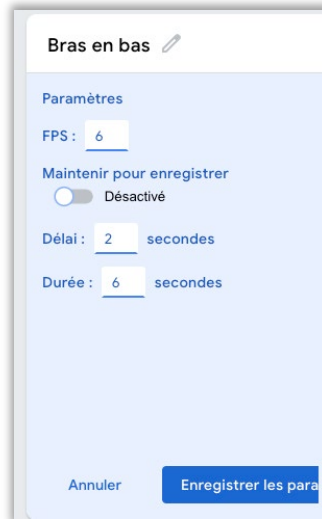 Bras en bas
Paramètres
FPS : 6
Maintenir pour enregistrer
Désactivé
Délai : 2 secondes
Durée : 6 secondes
Annuler Enregistrer les para